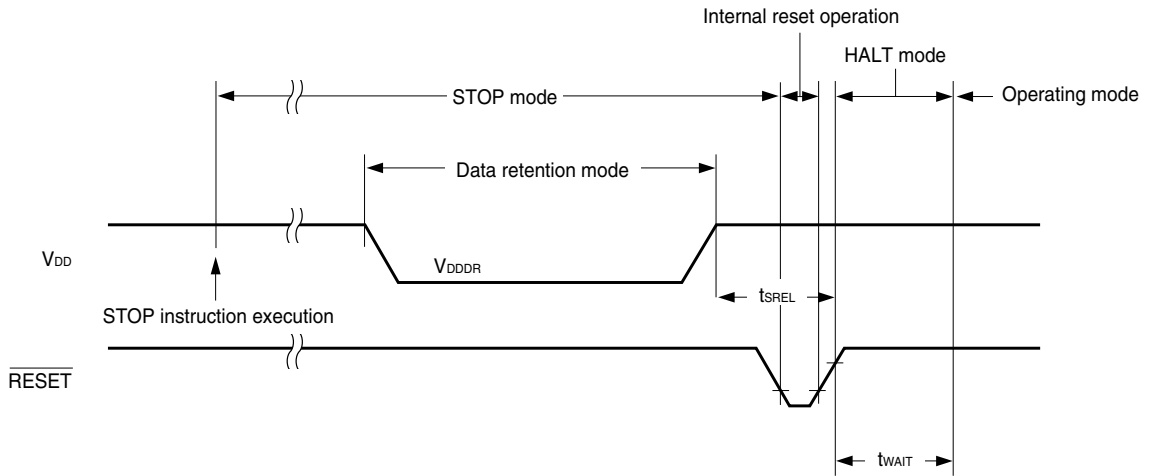 Internal reset operation
HALT mode
STOP mode
Operating mode
Data retention mode
VDD
VDDDR
tSREL
STOP instruction execution
RESET
tWAIT